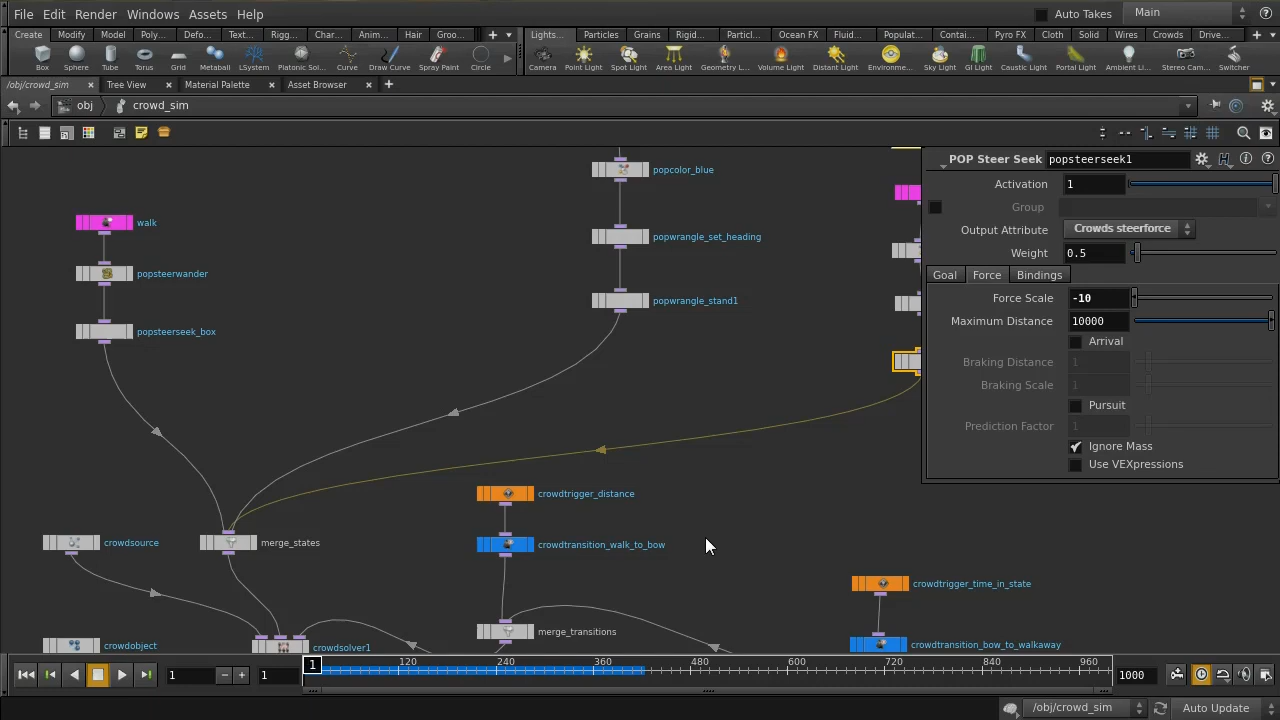 File Edit Render Windows Assets Help
Auto Takes Main
Create Modify Model Poly... Defo... Text... Rigg... Char... Anim... Hair Groo...
Lights... Particles Grains Rigid... Particl... Ocean FX Fluid... Populat... Contai... Pyro FX Cloth Solid Wires Crowds Drive...
Box Sphere Tube Torus Grid Metaball LSystem Platonic Sol... Curve Draw Curve Spray Paint Circle
Camera Point Light Spot Light Area Light Geometry L... Volume Light Distant Light Environme... Sky Light GI Light Caustic Light Portal Light Ambient Li... Stereo Cam... Switcher
/obj/crowd_sim Tree View Material Palette Asset Browser
obj crowd_sim
POP Steer Seek popsteerseek1
Activation 1
Group
Output Attribute Crowds steerforce
Weight 0.5
Goal Force Bindings
Force Scale -10
Maximum Distance 10000
Arrival
Braking Distance 1
Braking Scale 1
Pursuit
Prediction Factor 1
Ignore Mass
Use VEXpressions
popcolor_blue
walk
popwrangle_set_heading
popsteerwander
popwrangle_stand1
popsteerseek_box
crowdtrigger_distance
crowdsource
merge_states
crowdtransition_walk_to_bow
crowdtrigger_time_in_state
merge_transitions
crowdobject
crowdsolver1
crowdtransition_bow_to_walkaway
1 1 1 120 240 360 480 600 720 840 960 1000
/obj/crowd_sim Auto Update